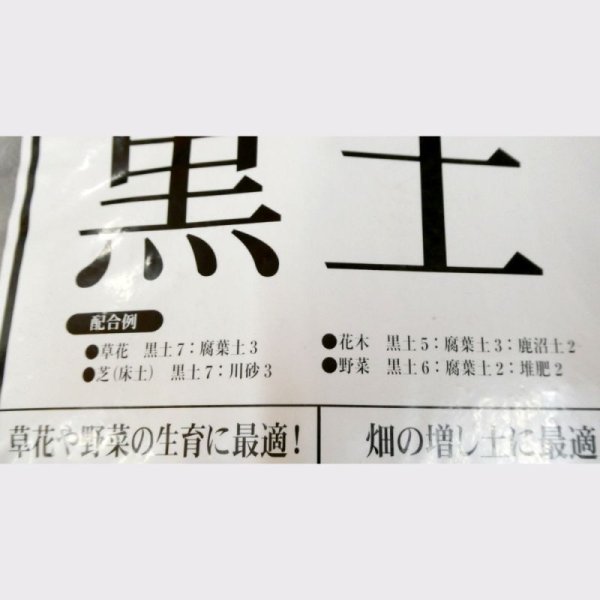 黒土
配合例
●草花 黒土7:腐葉土3
●芝(床土) 黒土7:川砂3
●花木 黒土5:腐葉土3:鹿沼土2
●野菜 黒土6:腐葉土2:堆肥2
草花や野菜の生育に最適!
畑の増し土に最適